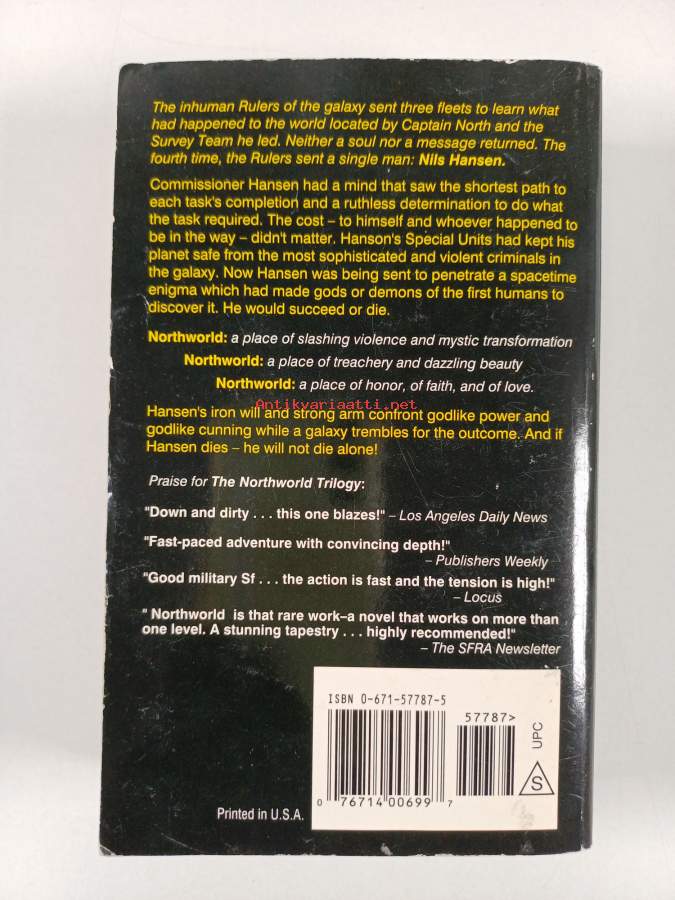 The inhuman Rulers of the galaxy sent three fleets to learn what
had happened to the world located by Captain North and the
Survey Team he led. Neither a soul nor a message returned. The
fourth time, the Rulers sent a single man: Nils Hansen.
Commissioner Hansen had a mind that saw the shortest path to
each task's completion and a ruthless determination to do what
the task required. The cost – to himself and whoever happened to
be in the way – didn't matter. Hanson's Special Units had kept his
planet safe from the most sophisticated and violent criminals in
the galaxy. Now Hansen was being sent to penetrate a spacetime
enigma which had made gods or demons of the first humans to
discover it. He would succeed or die.
Northworld: a place of slashing violence and mystic transformation
Northworld: a place of treachery and dazzling beauty
Northworld: a place of honor, of faith, and of love.
Antikvariaatti.net
Hansen's iron will and strong arm confront godlike power and
godlike cunning while a galaxy trembles for the outcome. And if
Hansen dies – he will not die alone!
Praise for The Northworld Trilogy:
"Down and dirty . . . this one blazes!" – Los Angeles Daily News
"Fast-paced adventure with convincing depth!"
– Publishers Weekly
"Good military Sf . . . the action is fast and the tension is high!"
– Locus
" Northworld is that rare work–a novel that works on more than
one level. A stunning tapestry . . . highly recommended!"
– The SFRA Newsletter
ISBN 0-671-57787-5
57787>
UPC
S
0 76714 00699 7
Printed in U.S.A.